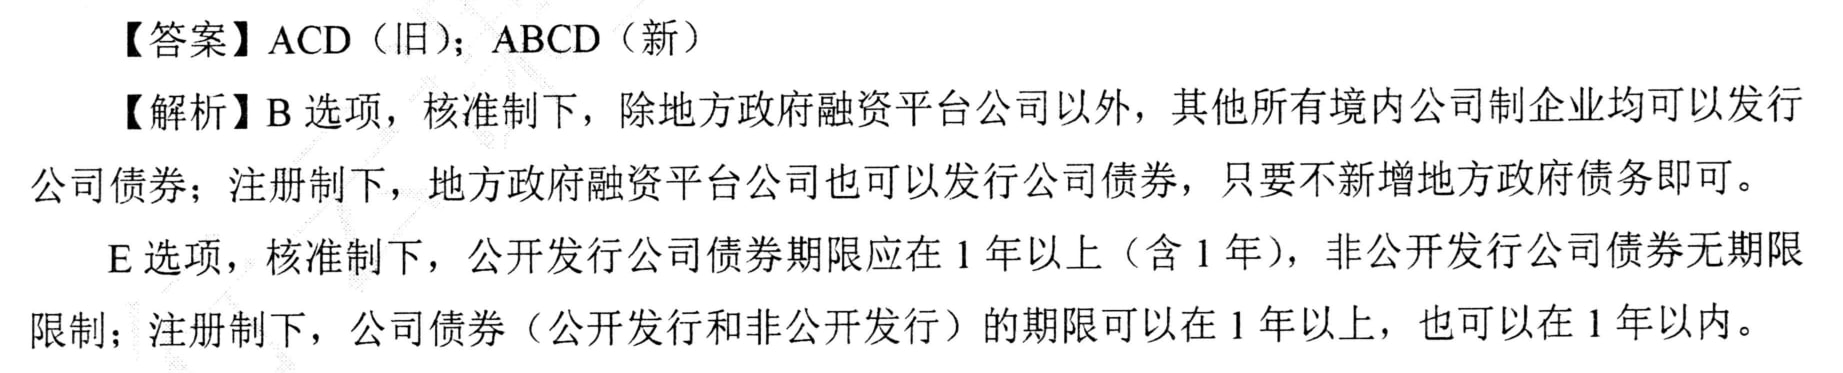 【答案】ACD（旧）；ABCD（新）
【解析】B 选项，核准制下，除地方政府融资平台公司以外，其他所有境内公司制企业均可以发行
公司债券；注册制下，地方政府融资平台公司也可以发行公司债券，只要不新增地方政府债务即可。
E 选项，核准制下，公开发行公司债券期限应在 1 年以上（含 1 年），非公开发行公司债券无期限
限制；注册制下，公司债券（公开发行和非公开发行）的期限可以在 1 年以上，也可以在 1 年以内。